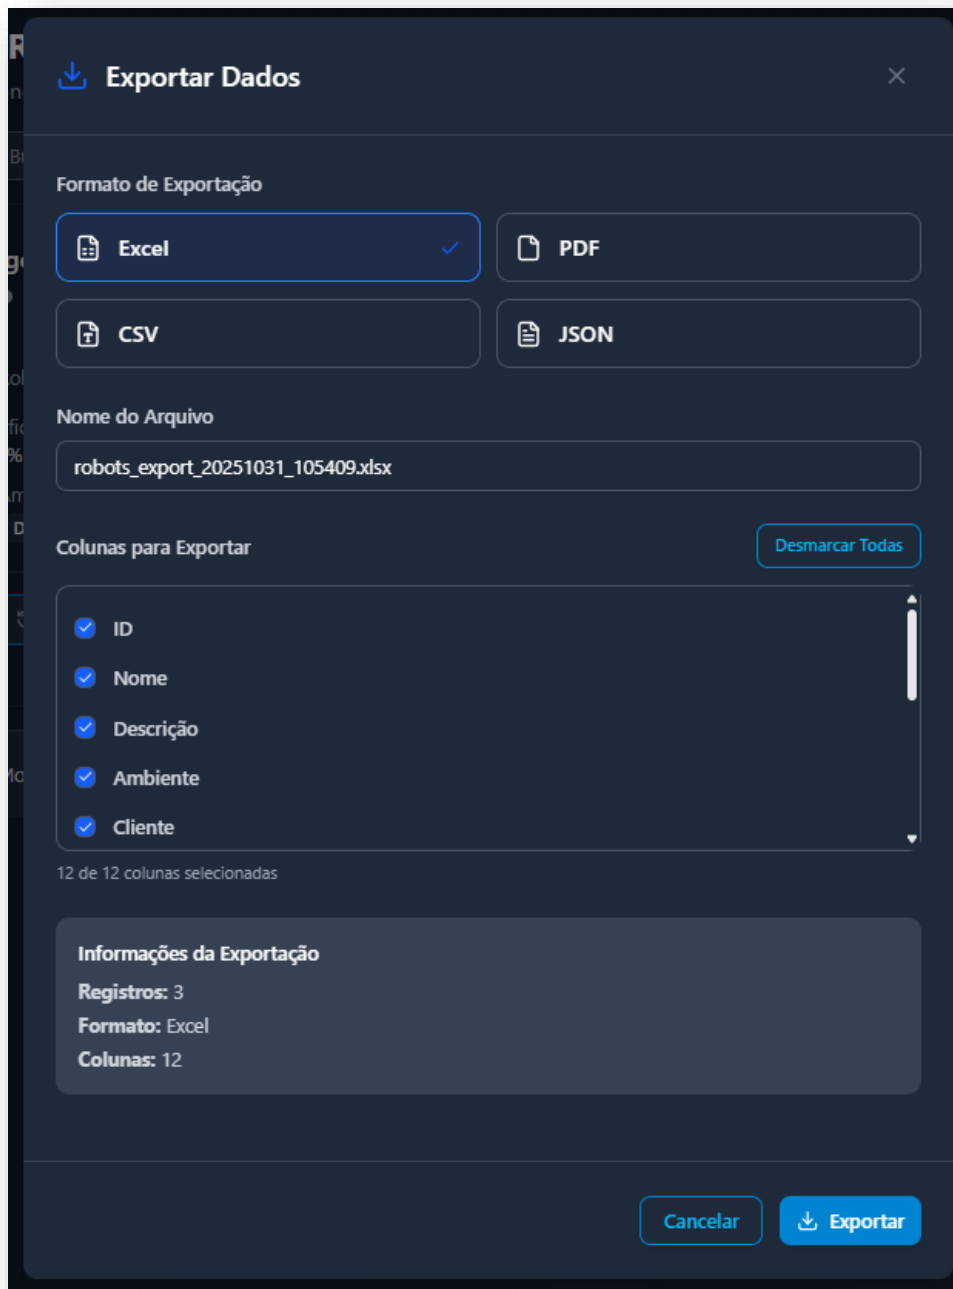 Exportar Dados
Formato de Exportação
Excel
PDF
CSV
JSON
Nome do Arquivo
robots_export_20251031_105409.xlsx
Colunas para Exportar
Desmarcar Todas
ID
Nome
Descrição
Ambiente
Cliente
12 de 12 colunas selecionadas
Informações da Exportação
Registros: 3
Formato: Excel
Colunas: 12
Cancelar
Exportar